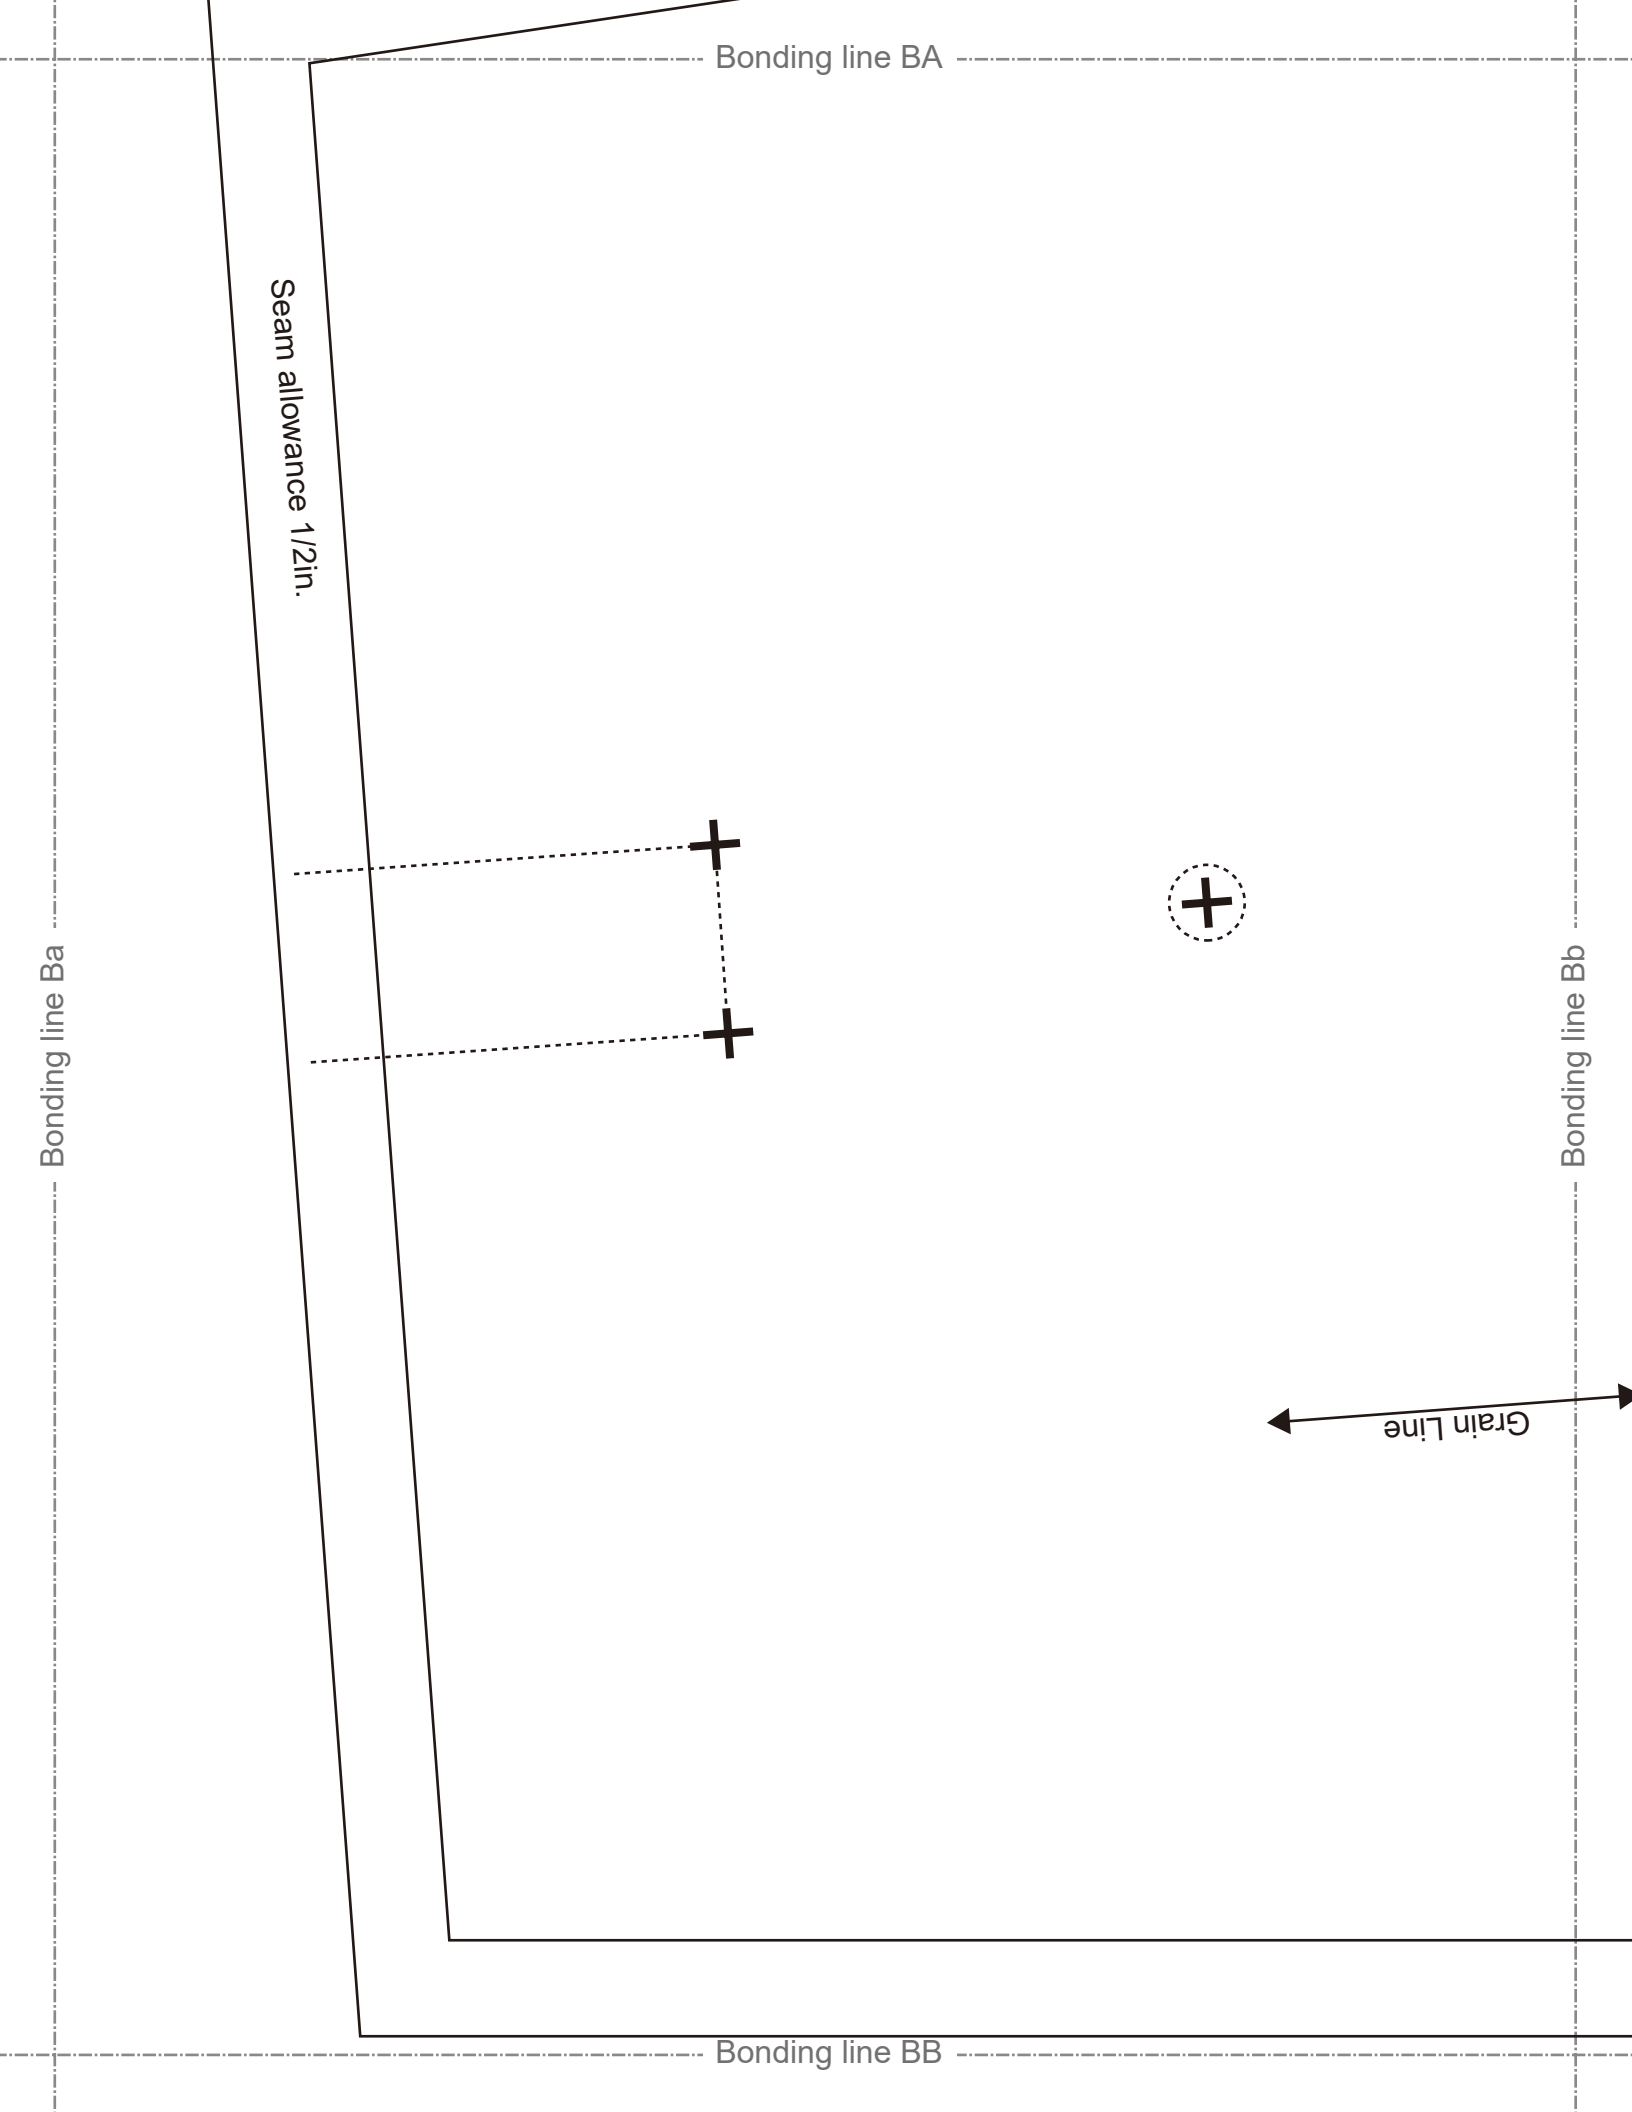 Bonding line BA
Seam allowance 1/2in.
Bonding line Ba
Bonding line Bb
Grain Line
Bonding line BB